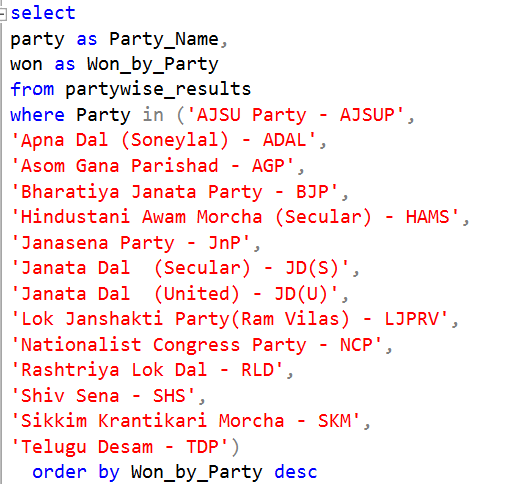 select
party as Party_Name,
won as Won_by_Party
from partywise_results
where Party in ('AJSU Party - AJSUP',
'Apna Dal (Soneylal) - ADAL',
'Asom Gana Parishad - AGP',
'Bharatiya Janata Party - BJP',
'Hindustani Awam Morcha (Secular) - HAMS',
'Janasena Party - JnP',
'Janata Dal  (Secular) - JD(S)',
'Janata Dal  (United) - JD(U)',
'Lok Janshakti Party(Ram Vilas) - LJPRV',
'Nationalist Congress Party - NCP',
'Rashtriya Lok Dal - RLD',
'Shiv Sena - SHS',
'Sikkim Krantikari Morcha - SKM',
'Telugu Desam - TDP')
  order by Won_by_Party desc